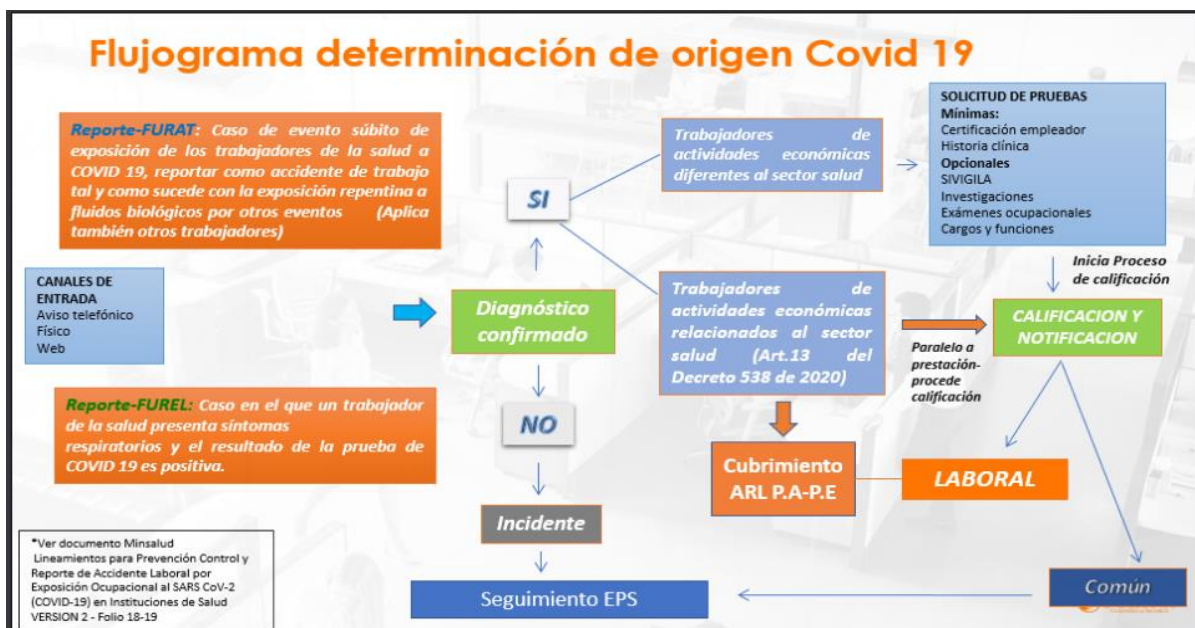 Flujograma determinación de origen Covid 19
Reporte-FURAT: Caso de evento súbito de
exposición de los trabajadores de la salud a
COVID 19, reportar como accidente de trabajo
tal y como sucede con la exposición repentina a
fluidos biológicos por otros eventos (Aplica
también otros trabajadores)
SI
Trabajadores de
actividades económicas
diferentes al sector salud
SOLICITUD DE PRUEBAS
Mínimas:
Certificación empleador
Historia clínica
Opcionales
SIVIGILA
Investigaciones
Exámenes ocupacionales
Cargos y funciones
Inicia Proceso
de calificación
CANALES DE
ENTRADA
Aviso telefónico
Físico
Web
Diagnóstico
confirmado
Trabajadores de
actividades económicas
relacionados al sector
salud (Art.13 del
Decreto 538 de 2020)
Paralelo a
prestación-
procede
calificación
CALIFICACION Y
NOTIFICACION
Reporte-FUREL: Caso en el que un trabajador
de la salud presenta síntomas
respiratorios y el resultado de la prueba de
COVID 19 es positiva.
NO
Cubrimiento
ARL P.A-P.E
LABORAL
Incidente
*Ver documento Minsalud
Lineamientos para Prevención Control y
Reporte de Accidente Laboral por
Exposición Ocupacional al SARS CoV-2
(COVID-19) en Instituciones de Salud
VERSION 2 - Folio 18-19
Seguimiento EPS
Común